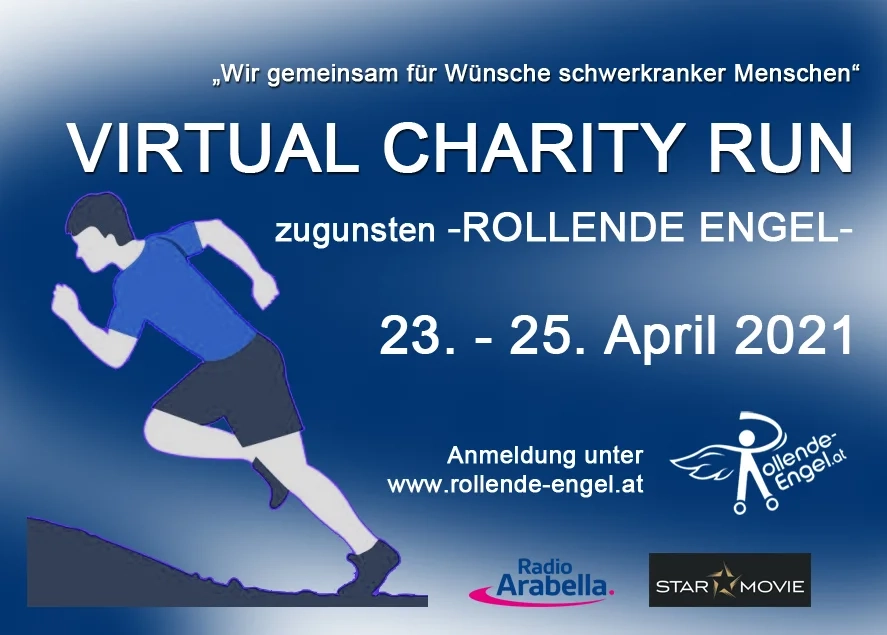 „Wir gemeinsam für Wünsche schwerkranker Menschen“
VIRTUAL CHARITY RUN
zugunsten -ROLLENDE ENGEL-
23. - 25. April 2021
Anmeldung unter
www.rollende-engel.at
Rollende-
Engel.at
Radio
Arabella.
STAR MOVIE